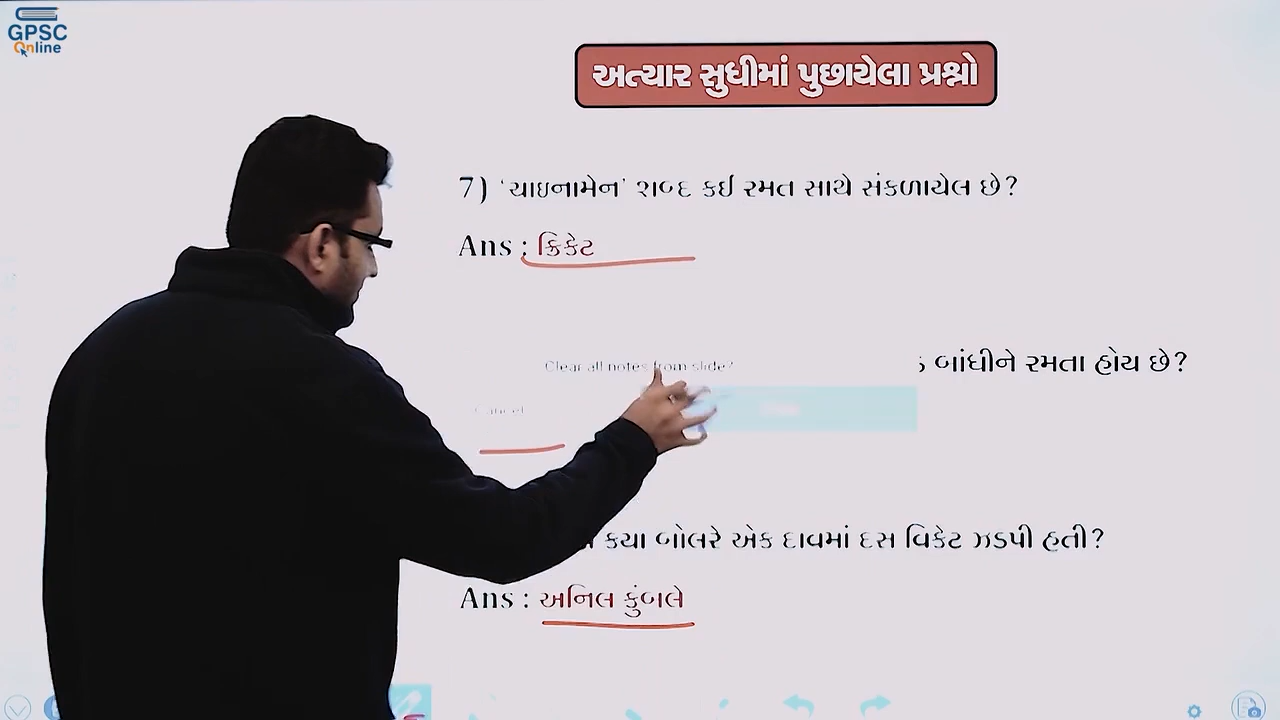 GPSC
Online
અત્યાર સુધીમાં પુછાયેલા પ્રશ્નો
7) 'ચાઇનામેન' શબ્દ કઈ રમત સાથે સંકળાયેલ છે?
Ans : ક્રિકેટ
Clear all notes from slide?
બાંધીને રમતા હોય છે?
Cancel
કયા બોલરે એક દાવમાં દસ વિકેટ ઝડપી હતી?
Ans : અનિલ કુંબલે